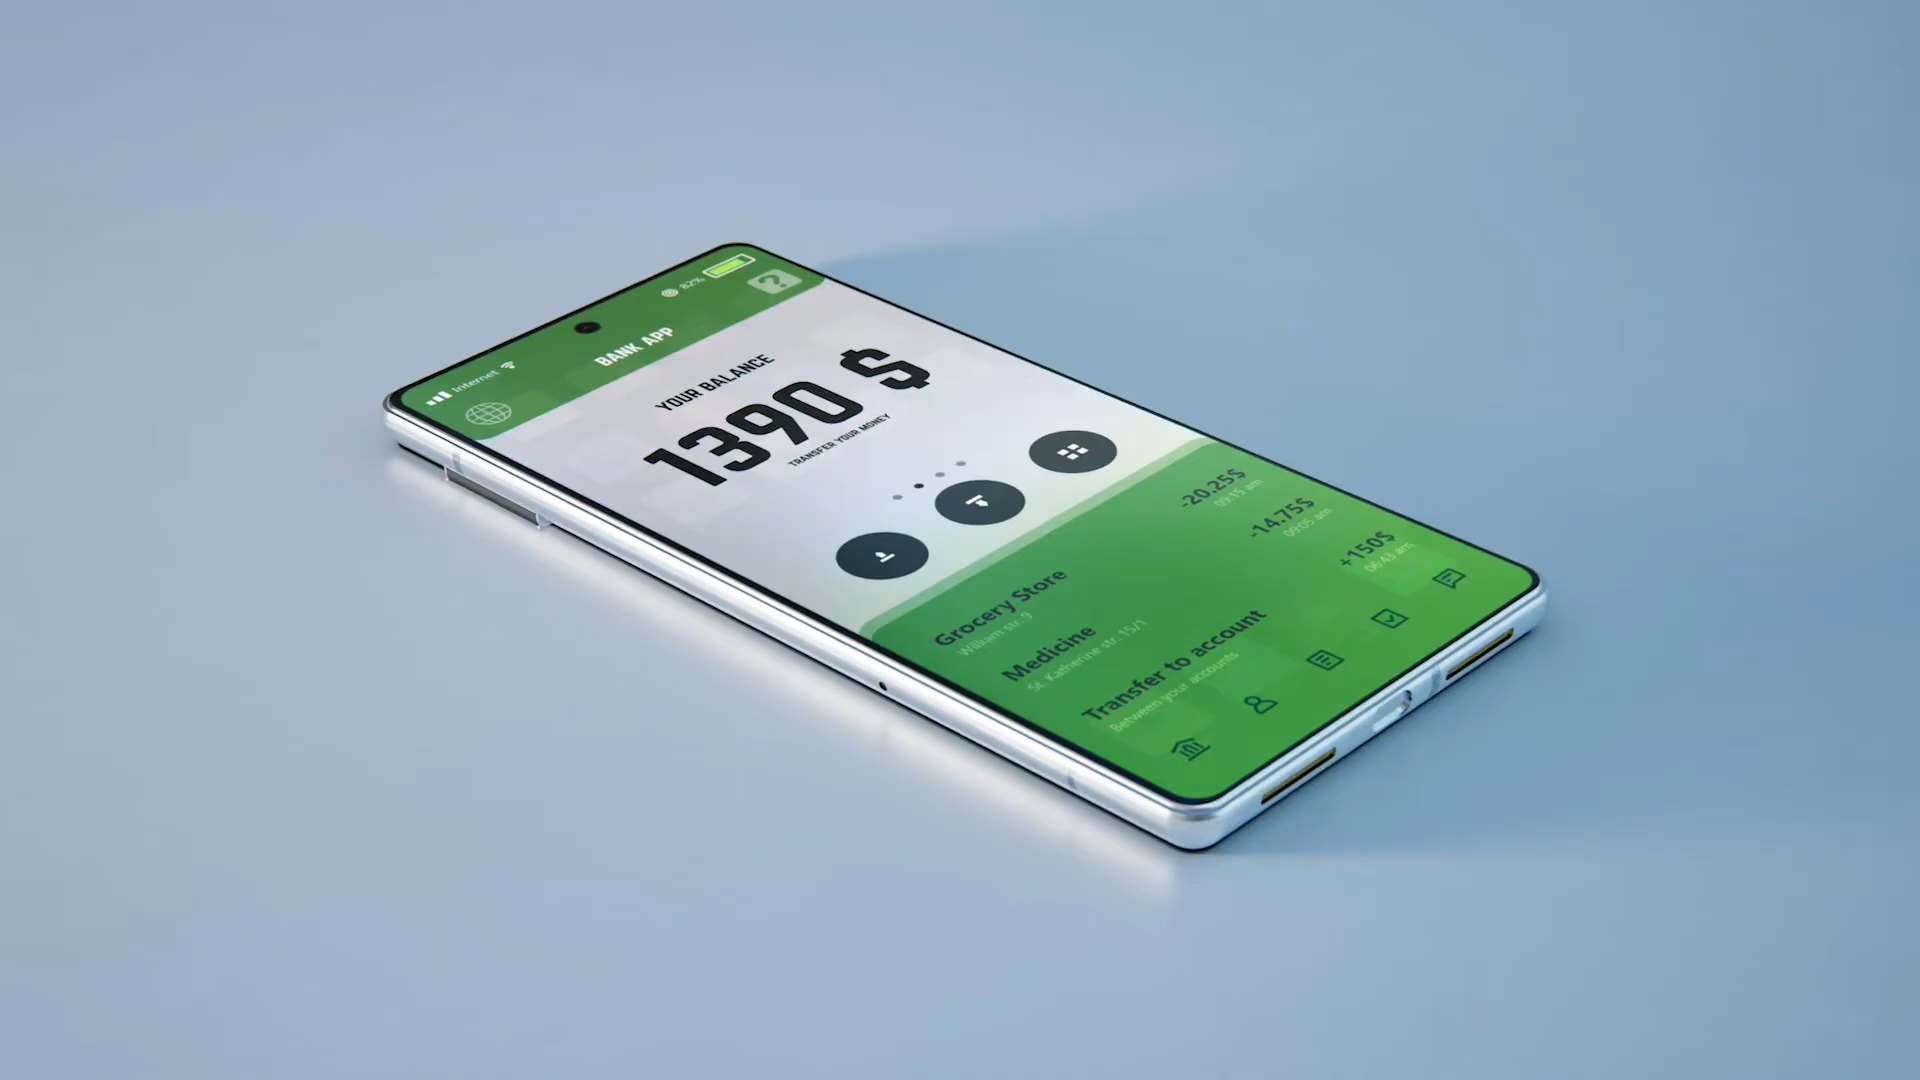 Internet
82%
BANK APP
YOUR BALANCE
1390 $
TRANSFER YOUR MONEY
Grocery Store
-20,25$
William str. 9
09:15 am
Medicine
-14.75$
St. Katherine str. 15/1
09:05 am
Transfer to account
+150$
Between your accounts
06:43 am